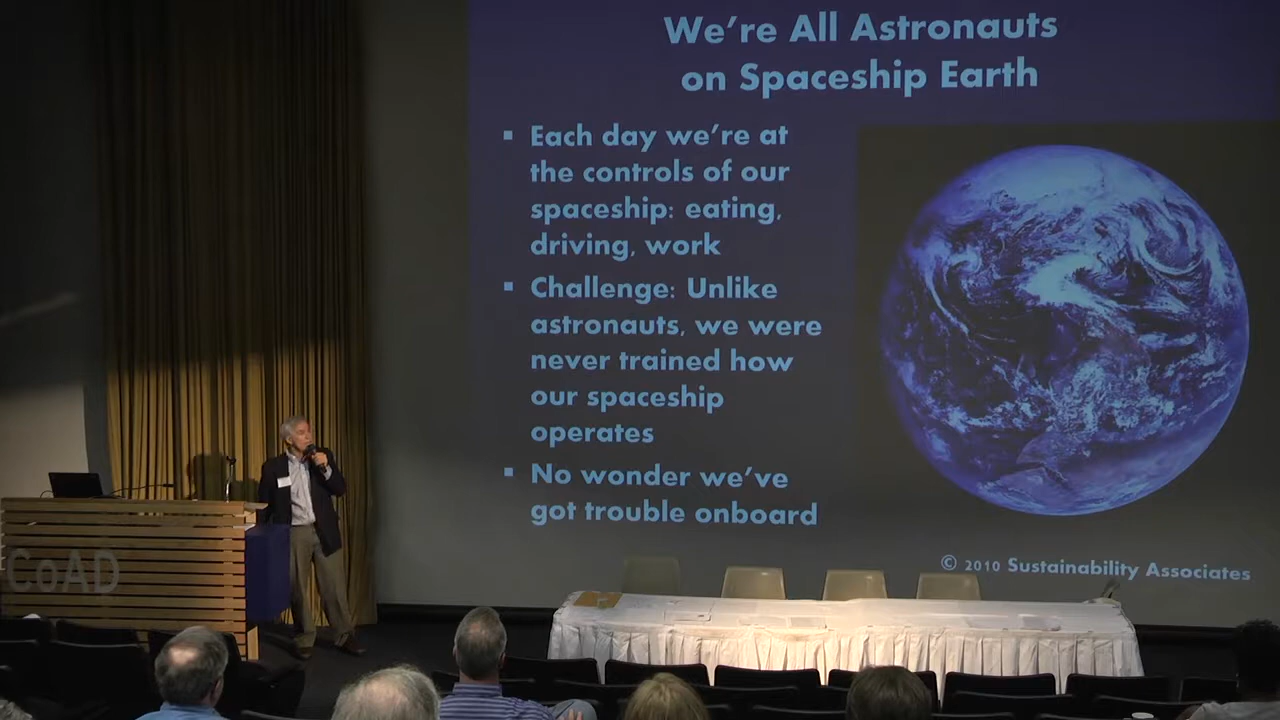 We're All Astronauts
on Spaceship Earth
▪ Each day we're at
the controls of our
spaceship: eating,
driving, work
▪ Challenge: Unlike
astronauts, we were
never trained how
our spaceship
operates
▪ No wonder we've
got trouble onboard
© 2010 Sustainability Associates
CoAD